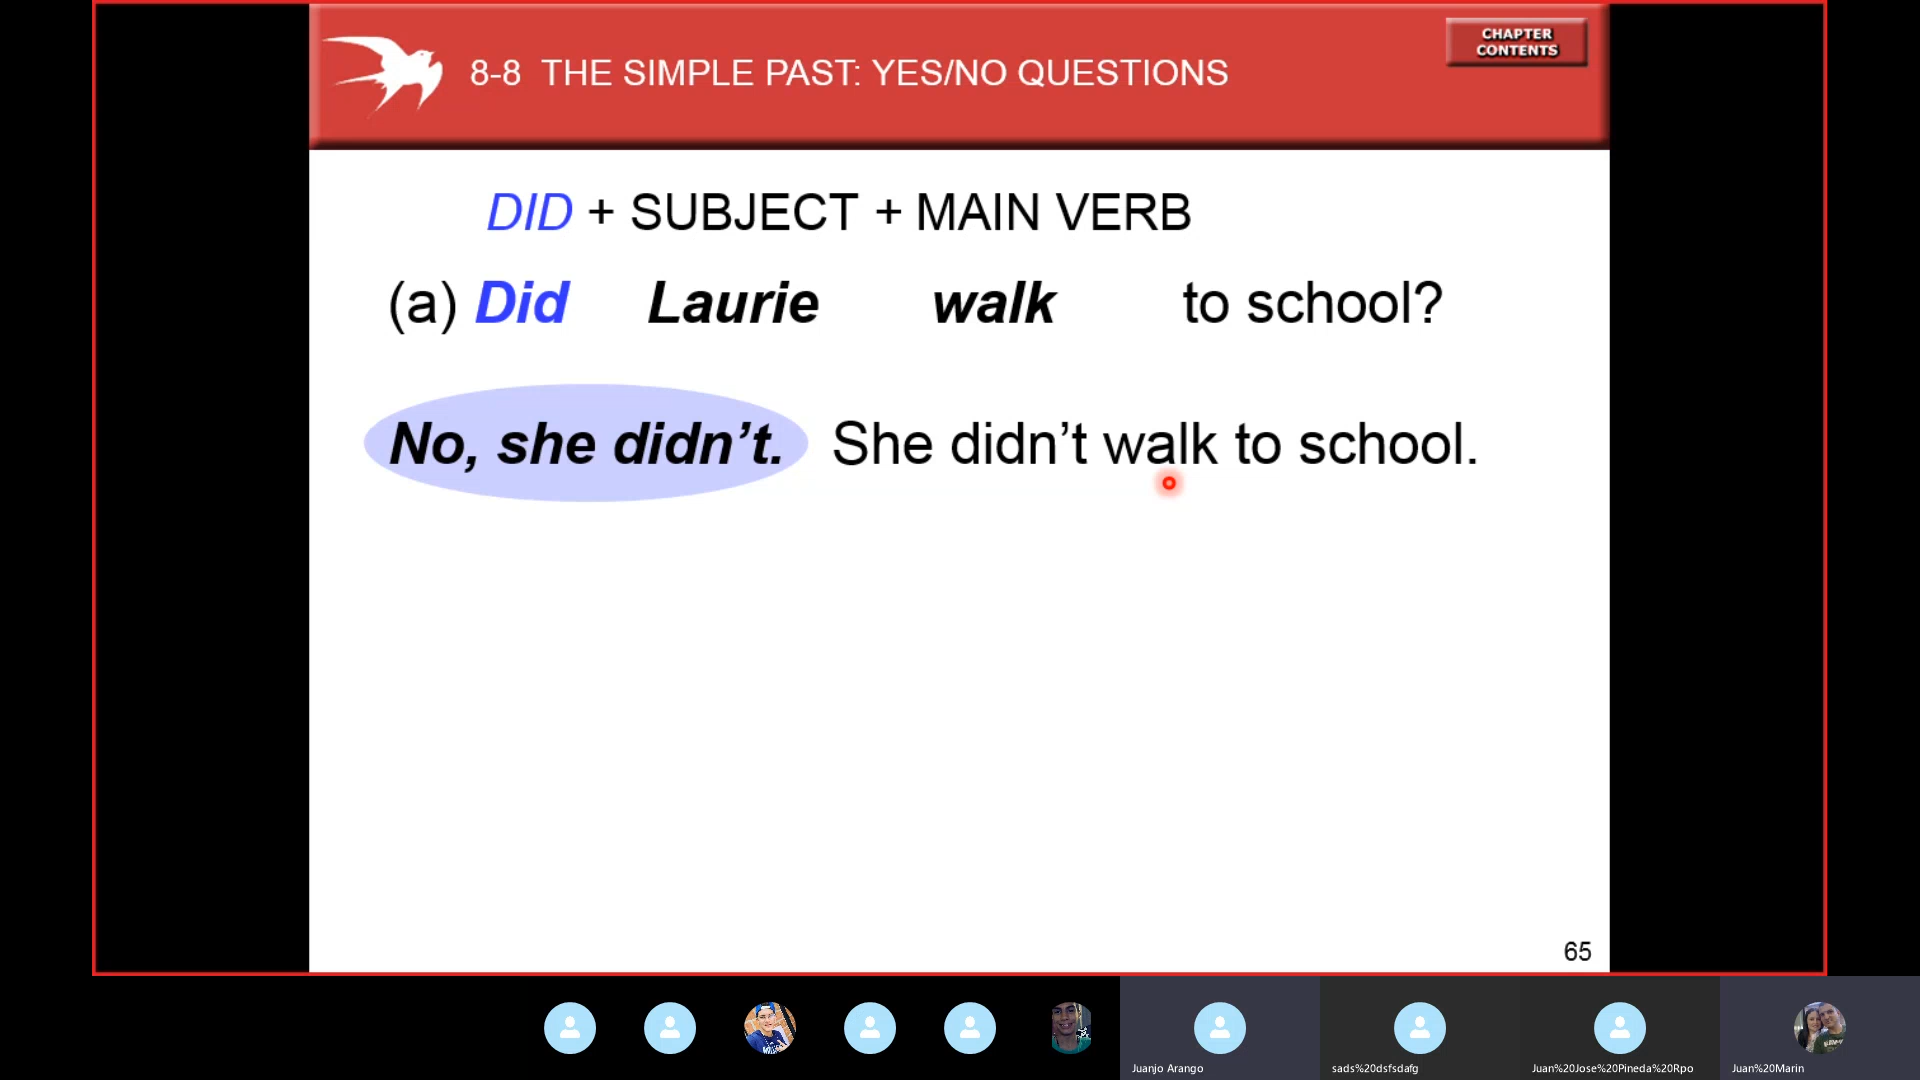 CHAPTER
CONTENTS
8-8 THE SIMPLE PAST: YES/NO QUESTIONS
DID + SUBJECT + MAIN VERB
(a) Did Laurie walk to school?
No, she didn’t. She didn’t walk to school.
65
Juanjo Arango
sads%20dsfsdafg
Juan%20Jose%20Pineda%20Rpo
Juan%20Marin